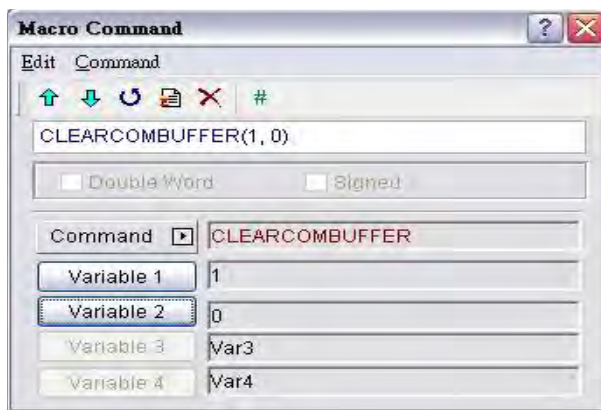 Macro Command
Edit Command
#
CLEARCOMBUFFER(1, 0)
Double Word Signed
Command CLEARCOMBUFFER
Variable 1 1
Variable 2 0
Variable 3 Var3
Variable 4 Var4